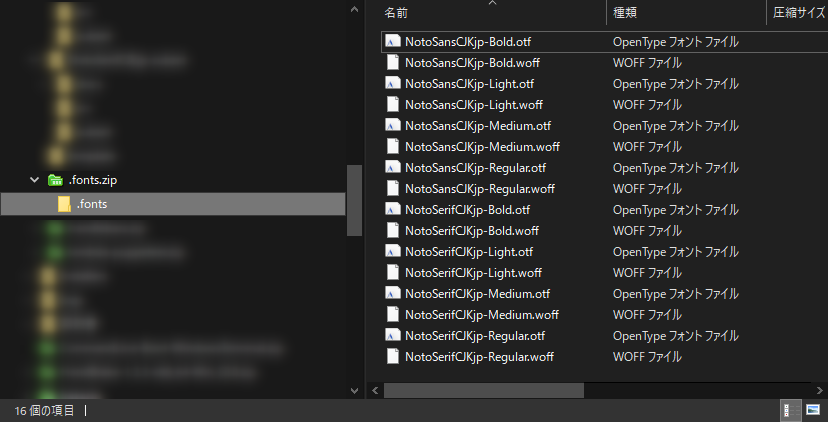 名前 種類 圧縮サイズ
NotoSansCJKjp-Bold.otf OpenType フォント ファイル
NotoSansCJKjp-Bold.woff WOFF ファイル
NotoSansCJKjp-Light.otf OpenType フォント ファイル
NotoSansCJKjp-Light.woff WOFF ファイル
NotoSansCJKjp-Medium.otf OpenType フォント ファイル
NotoSansCJKjp-Medium.woff WOFF ファイル
NotoSansCJKjp-Regular.otf OpenType フォント ファイル
.fonts.zip
NotoSansCJKjp-Regular.woff WOFF ファイル
.fonts
NotoSerifCJKjp-Bold.otf OpenType フォント ファイル
NotoSerifCJKjp-Bold.woff WOFF ファイル
NotoSerifCJKjp-Light.otf OpenType フォント ファイル
NotoSerifCJKjp-Light.woff WOFF ファイル
NotoSerifCJKjp-Medium.otf OpenType フォント ファイル
NotoSerifCJKjp-Medium.woff WOFF ファイル
NotoSerifCJKjp-Regular.otf OpenType フォント ファイル
NotoSerifCJKjp-Regular.woff WOFF ファイル
16 個の項目